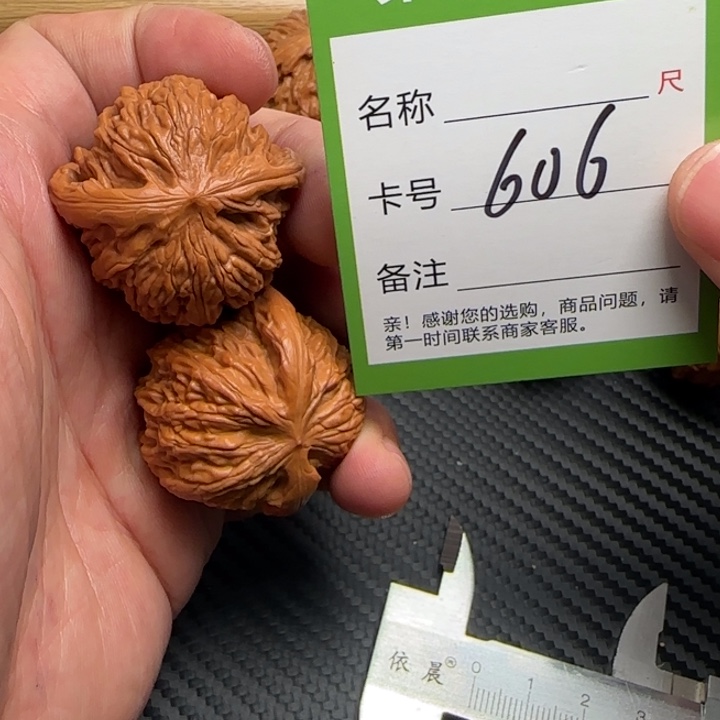 名称 尺
卡号 606
备注
亲！感谢您的选购，商品问题，请
第一时间联系商家客服。
依晨® 0 1 2 3